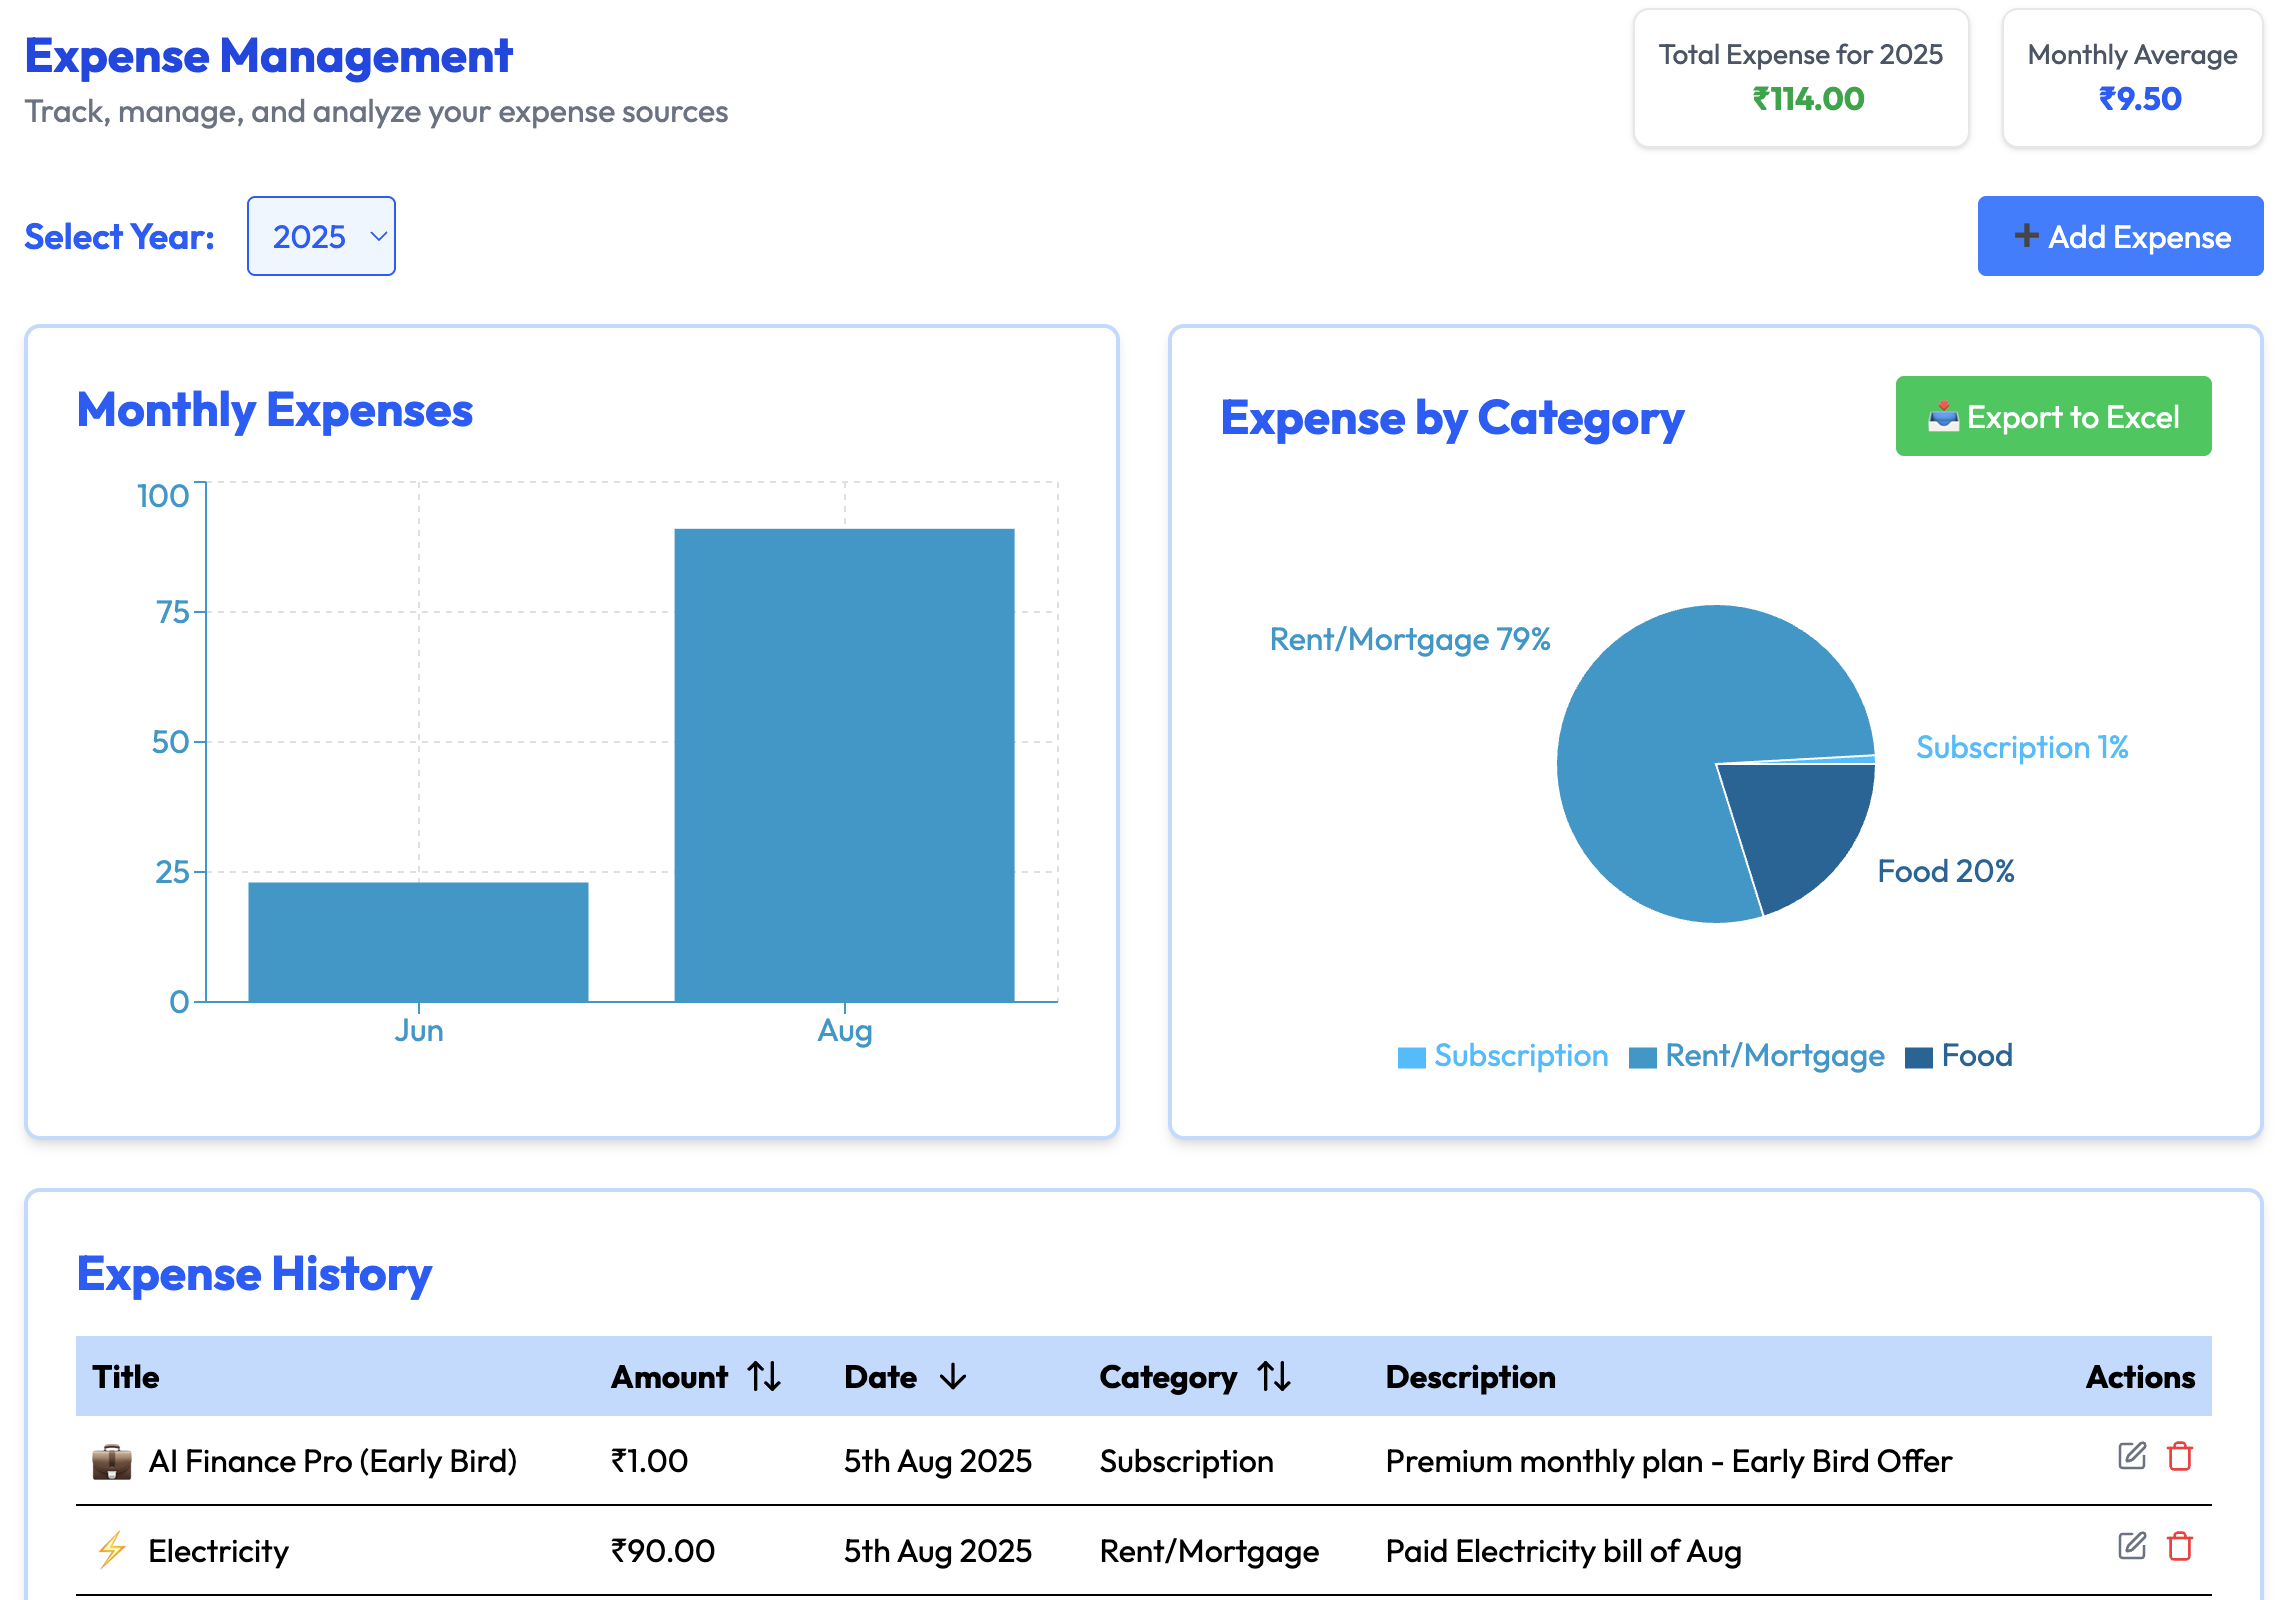 Expense Management
Track, manage, and analyze your expense sources
Total Expense for 2025
₹114.00
Monthly Average
₹9.50
Select Year:
2025
➕ Add Expense
Monthly Expenses
100
75
50
25
0
Jun
Aug
Expense by Category
📤 Export to Excel
Rent/Mortgage 79%
Subscription 1%
Food 20%
Subscription
Rent/Mortgage
Food
Expense History
Title Amount Date Category Description Actions
AI Finance Pro (Early Bird) ₹1.00 5th Aug 2025 Subscription Premium monthly plan - Early Bird Offer
Electricity ₹90.00 5th Aug 2025 Rent/Mortgage Paid Electricity bill of Aug